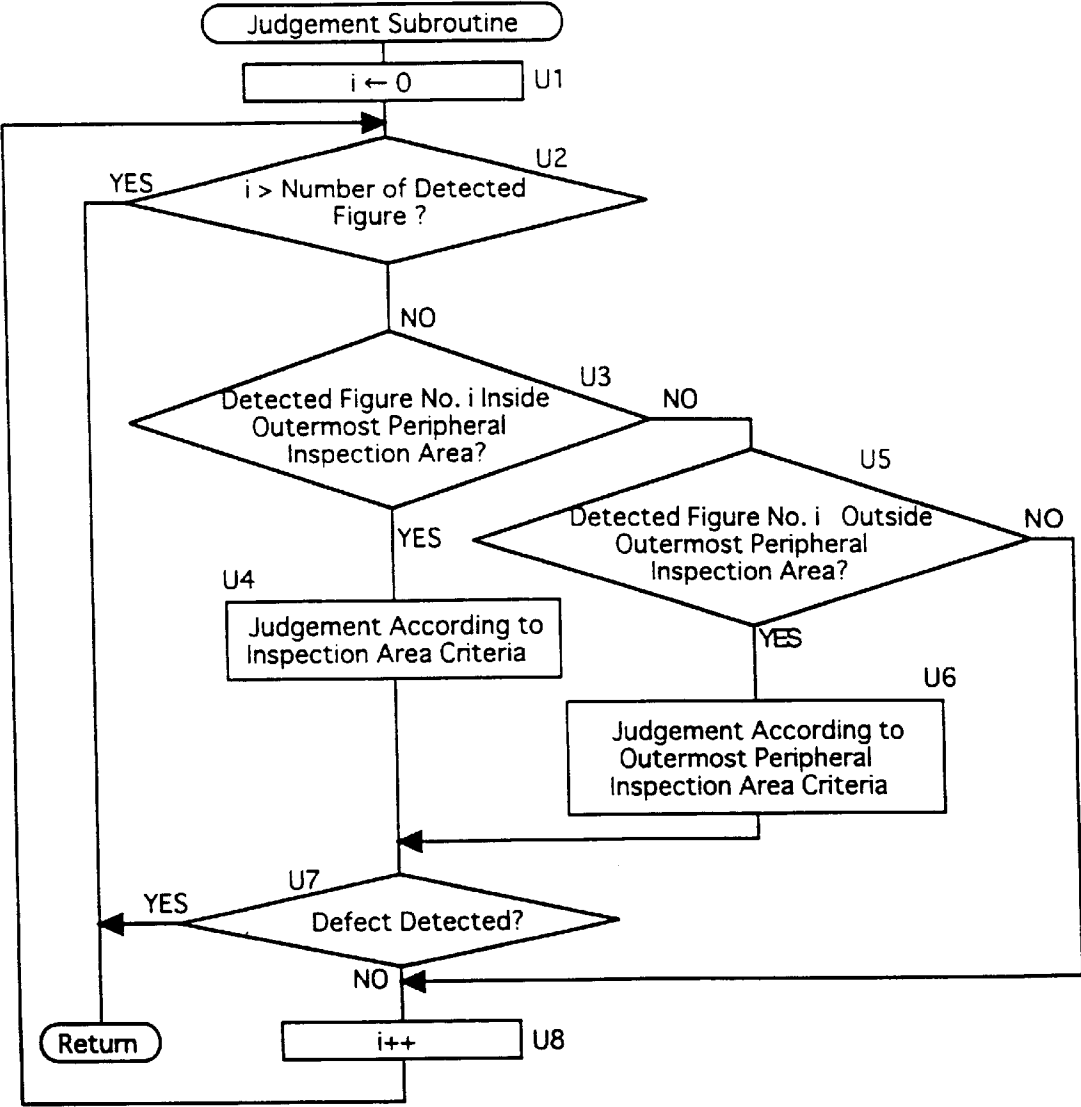 Judgement Subroutine
i ← 0
U1
U2
YES
i > Number of Detected
Figure ?
NO
U3
Detected Figure No. i Inside
Outermost Peripheral
Inspection Area?
NO
U5
YES
Detected Figure No. i Outside
Outermost Peripheral
Inspection Area?
NO
U4
Judgement According to
Inspection Area Criteria
YES
U6
Judgement According to
Outermost Peripheral
Inspection Area Criteria
U7
YES
Defect Detected?
NO
Return
i++
U8